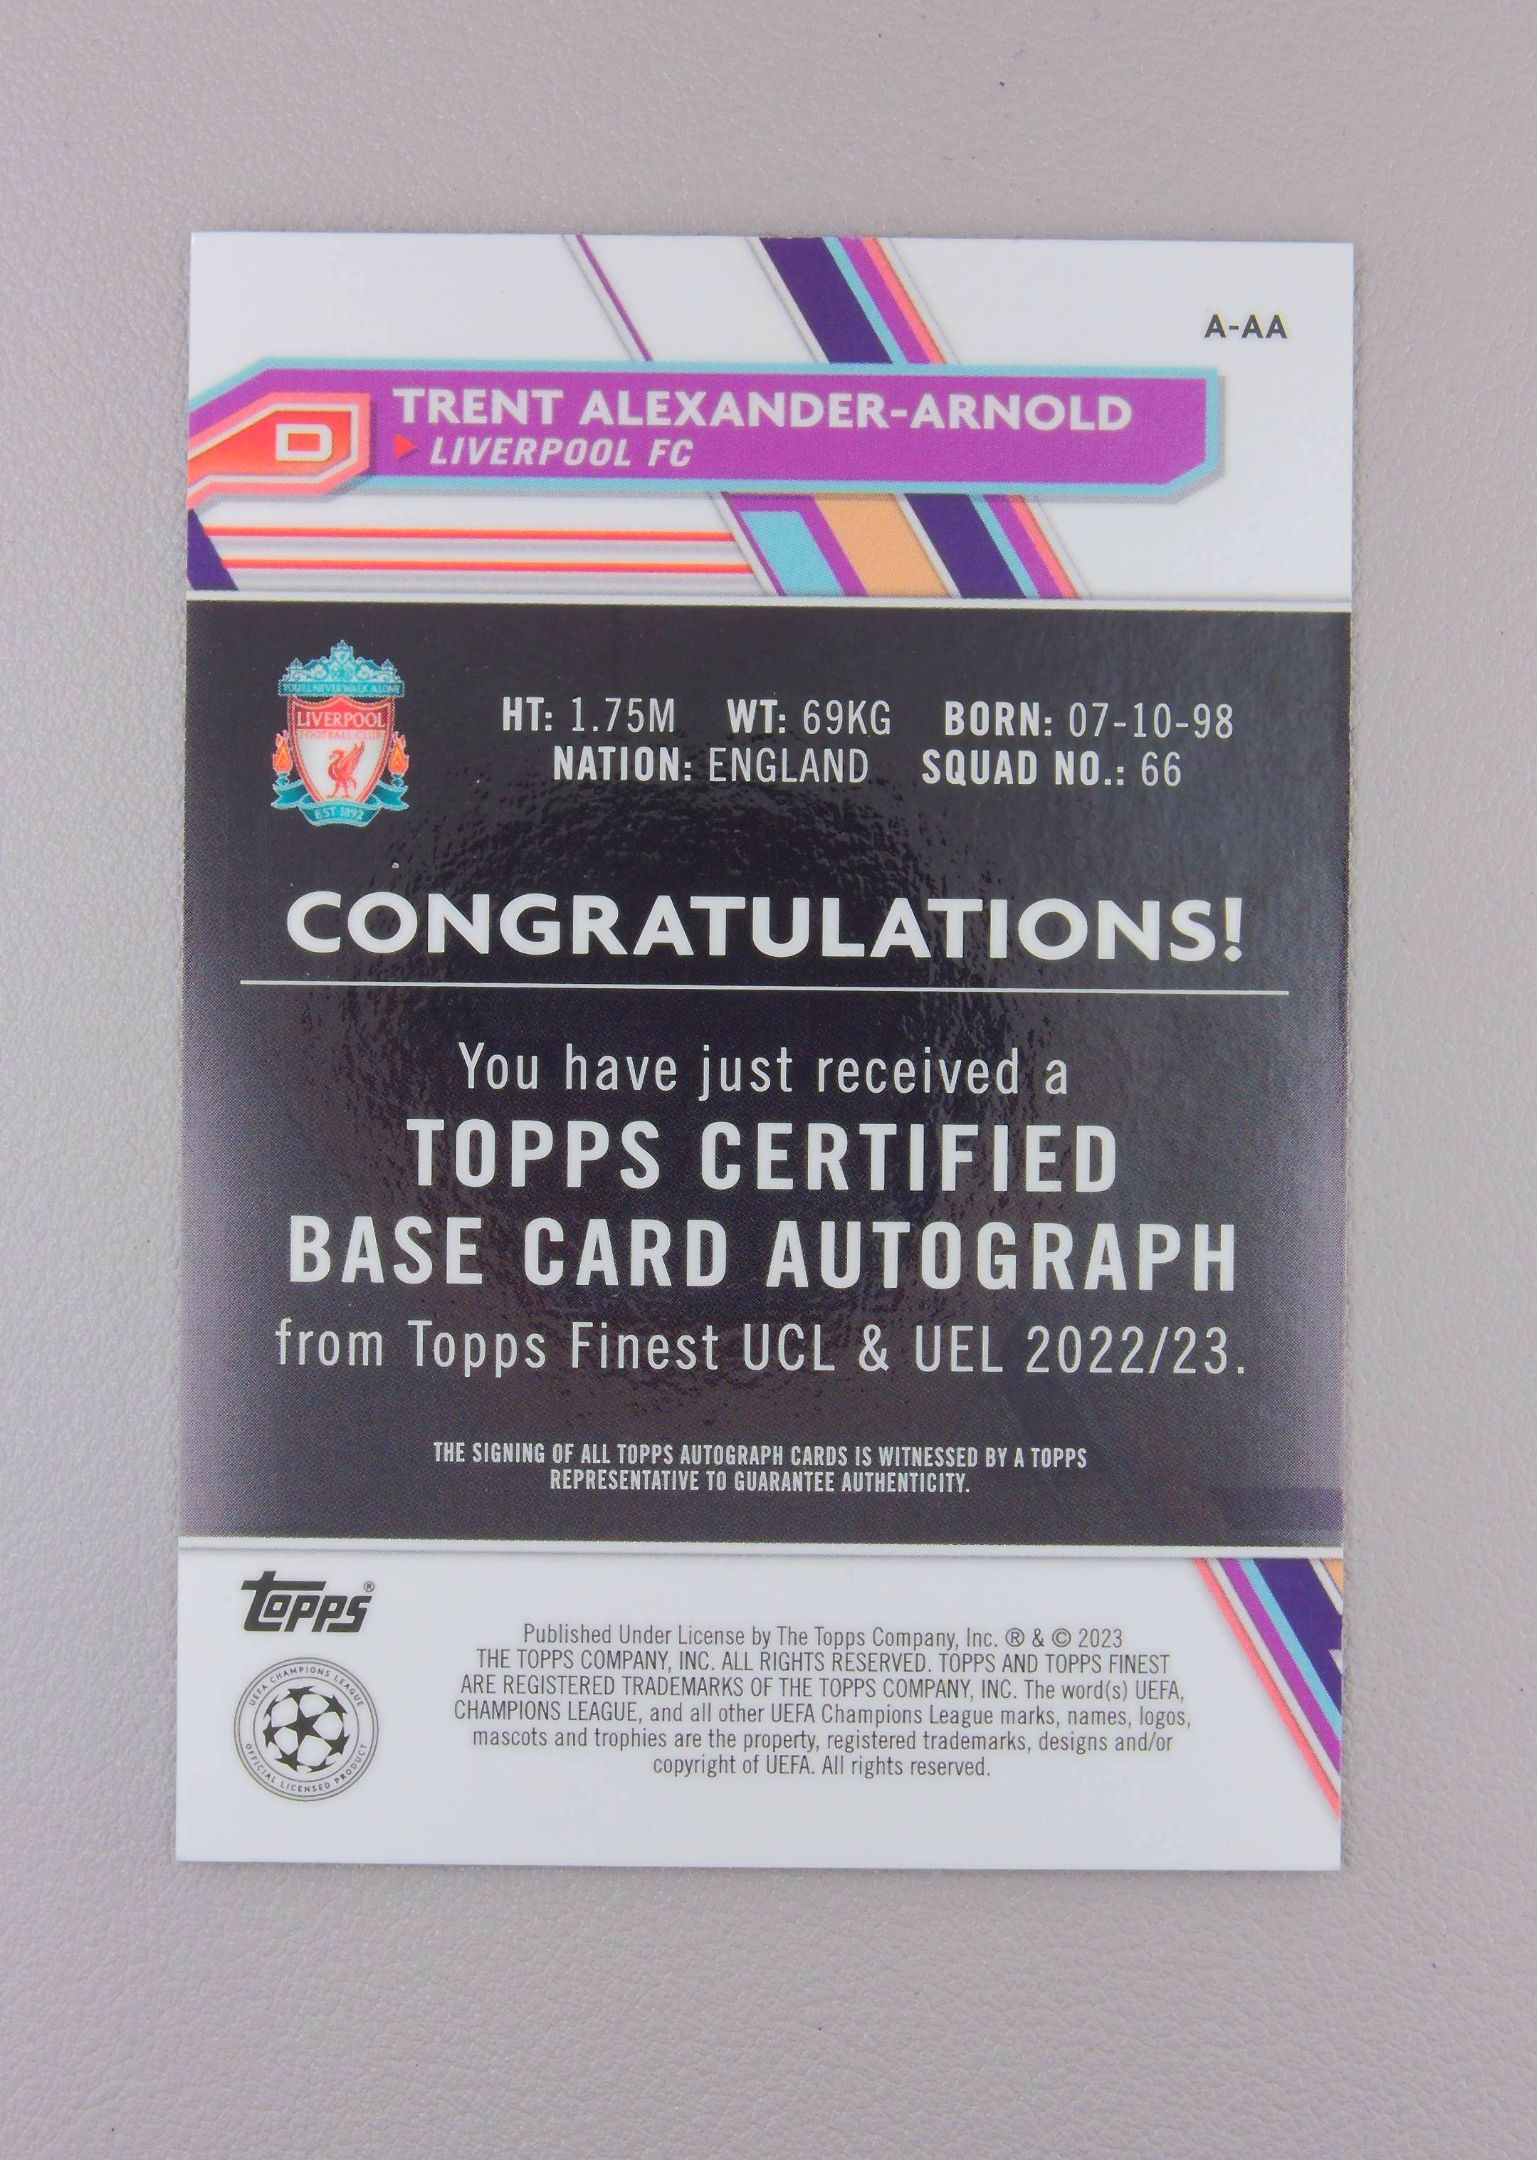 A-AA
D
TRENT ALEXANDER-ARNOLD
LIVERPOOL FC
YOU'LL NEVER WALK ALONE
LIVERPOOL
FOOTBALL CLUB
EST·1892
HT: 1.75M WT: 69KG BORN: 07-10-98
NATION: ENGLAND SQUAD NO.: 66
CONGRATULATIONS!
You have just received a
TOPPS CERTIFIED
BASE CARD AUTOGRAPH
from Topps Finest UCL & UEL 2022/23.
THE SIGNING OF ALL TOPPS AUTOGRAPH CARDS IS WITNESSED BY A TOPPS
REPRESENTATIVE TO GUARANTEE AUTHENTICITY.
topps®
UEFA CHAMPIONS LEAGUE
OFFICIAL LICENSED PRODUCT
Published Under License by The Topps Company, Inc. ® & © 2023
THE TOPPS COMPANY, INC. ALL RIGHTS RESERVED. TOPPS AND TOPPS FINEST
ARE REGISTERED TRADEMARKS OF THE TOPPS COMPANY, INC. The word(s) UEFA,
CHAMPIONS LEAGUE, and all other UEFA Champions League marks, names, logos,
mascots and trophies are the property, registered trademarks, designs and/or
copyright of UEFA. All rights reserved.